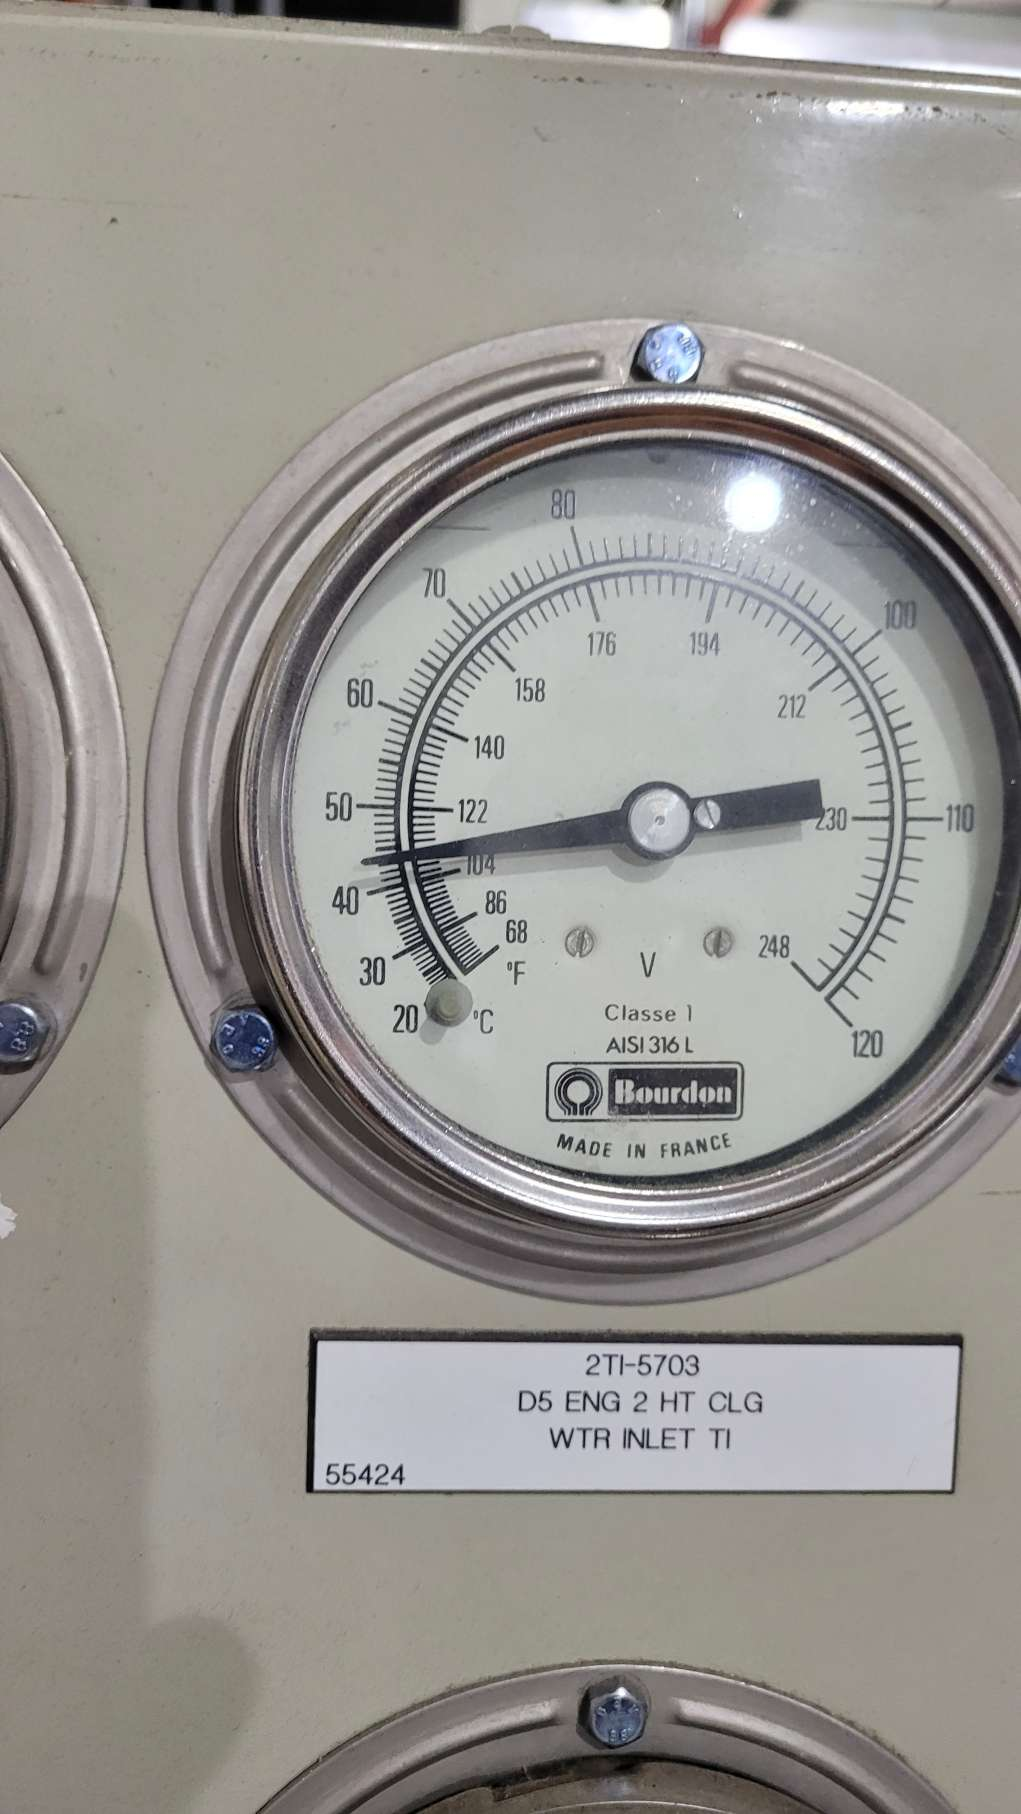 80
70
100
176
194
60
158
212
140
50
122
230
110
104
40
86
68
248
30
°F
V
20
°C
Classe 1
120
AISI 316 L
Bourdon
MADE IN FRANCE
2TI-5703
D5 ENG 2 HT CLG
WTR INLET TI
55424